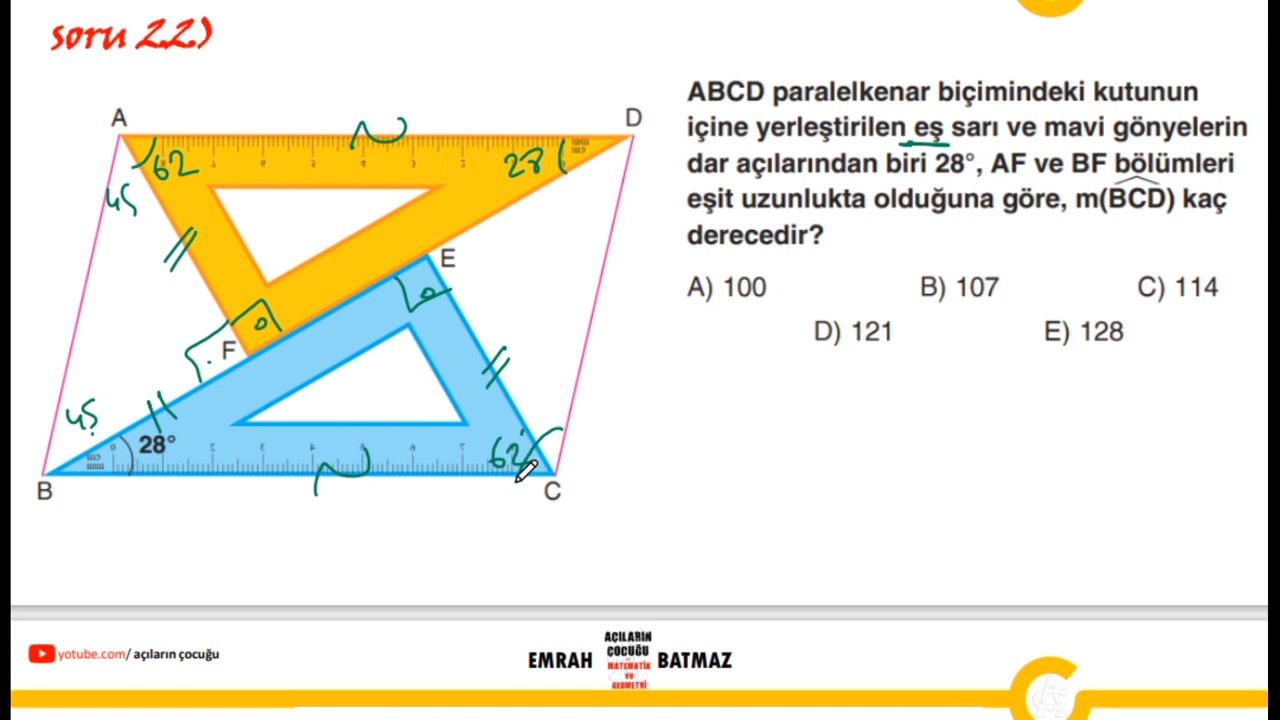 soru 22)
A
D
62
28
45
E
F
45
28°
62
B
C
ABCD paralelkenar biçimindeki kutunun
içine yerleştirilen eş sarı ve mavi gönyelerin
dar açılarından biri 28°, AF ve BF bölümleri
eşit uzunlukta olduğuna göre, m(BCD) kaç
derecedir?
A) 100 B) 107 C) 114
D) 121 E) 128
yotube.com/ açıların çocuğu
EMRAH
AÇILARIN
ÇOCUĞU
MATEMATİK
ve
GEOMETRİ
BATMAZ